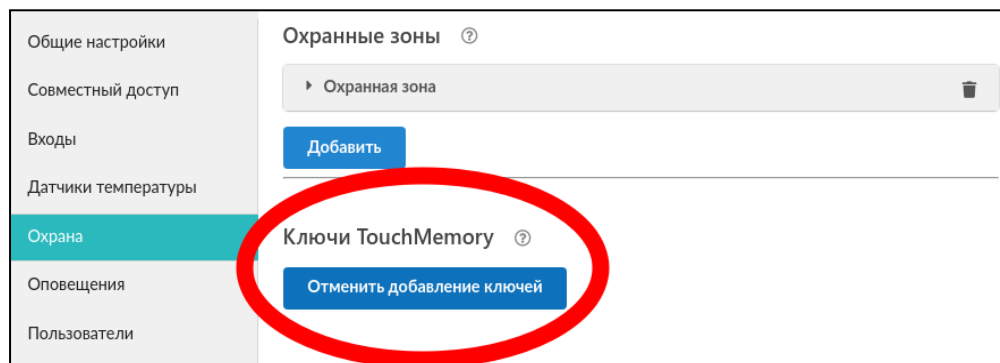 Общие настройки
Совместный доступ
Входы
Датчики температуры
Охрана
Оповещения
Пользователи
Охранные зоны ?
Охранная зона
Добавить
Ключи TouchMemory ?
Отменить добавление ключей